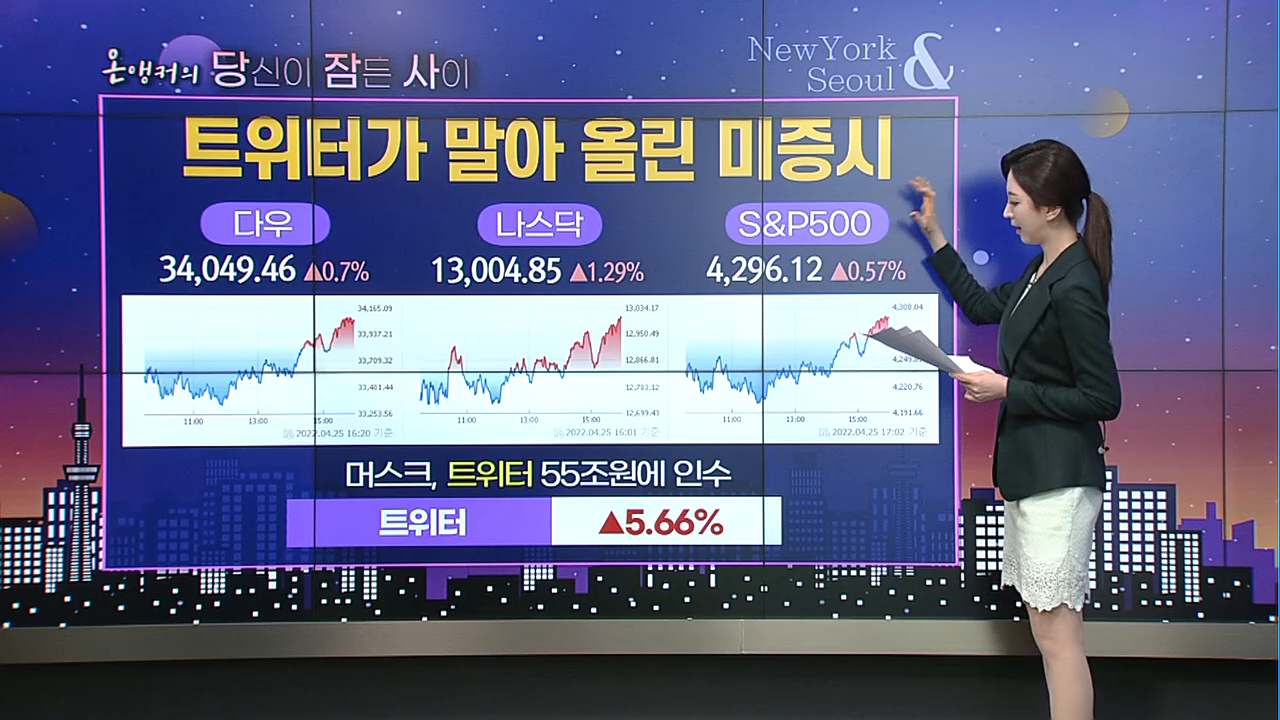 온앵커의 당신이 잠든 사이
NewYork & Seoul
트위터가 말아 올린 미증시
다우 나스닥 S&P500
34,049.46 ▲0.7% 13,004.85 ▲1.29% 4,296.12 ▲0.57%
34,165.09 13,034.17 4,308.04
33,937.21 12,950.49
33,709.32 12,866.81
33,481.44 12,783.12 4,220.76
33,253.56 12,699.43 4,191.66
11:00 13:00 15:00 11:00 13:00 15:00 11:00 13:00 15:00
2022.04.25 16:20 기준 2022.04.25 16:01 기준 2022.04.25 17:02 기준
머스크, 트위터 55조원에 인수
트위터 ▲5.66%